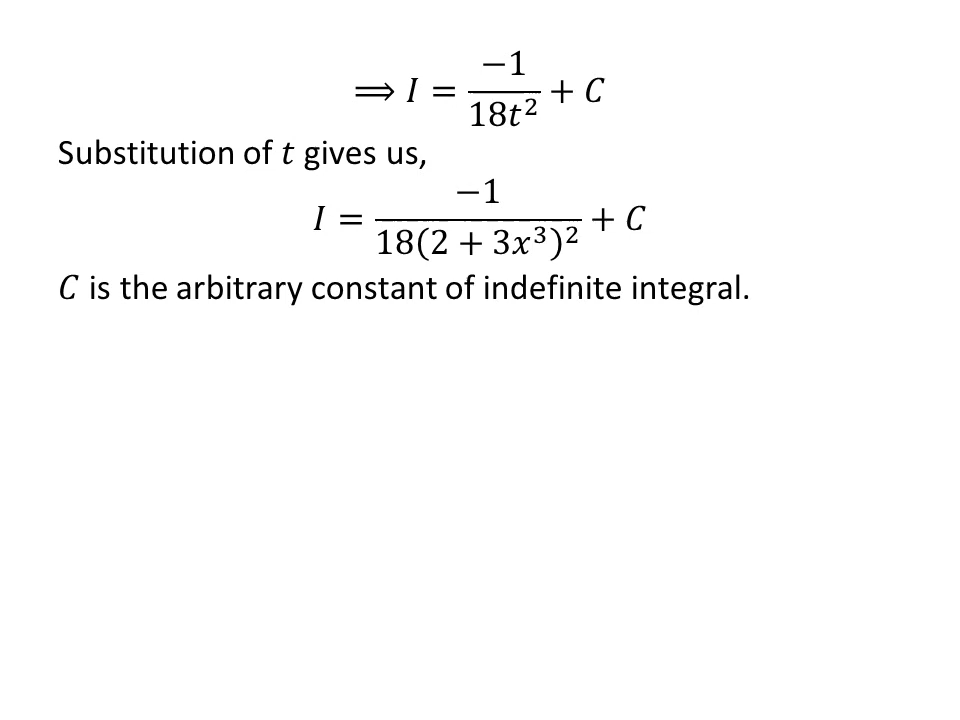 ⟹ 𝐼 = −1/18𝑡² + 𝐶
Substitution of 𝑡 gives us,
𝐼 = −1/18(2 + 3𝑥³)² + 𝐶
𝐶 is the arbitrary constant of indefinite integral.